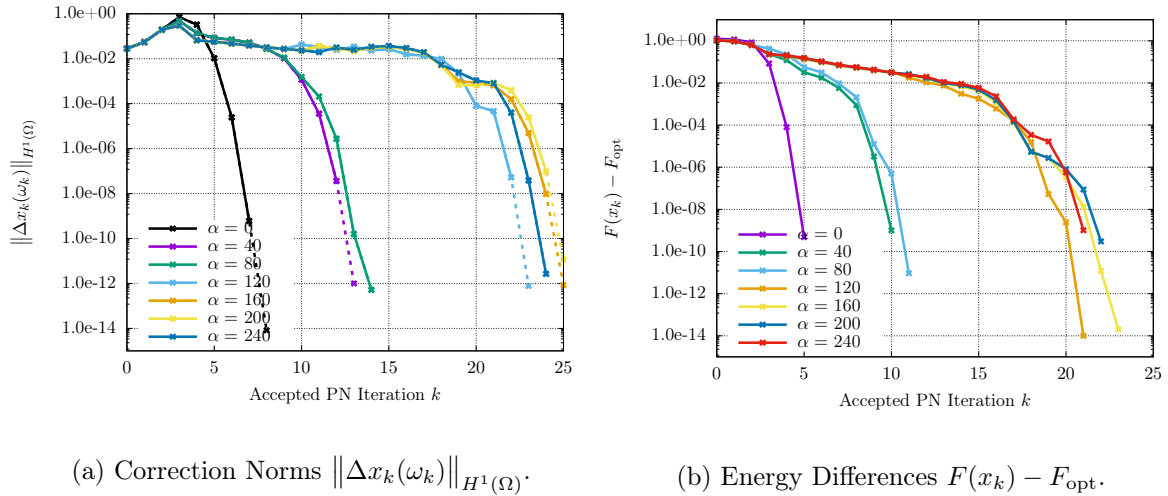 1.0e+00
1.0e-02
1.0e-04
1.0e-06
1.0e-08
1.0e-10
1.0e-12
1.0e-14
‖Δx_k(ω_k)‖_{H^1(Ω)}
α = 0
α = 40
α = 80
α = 120
α = 160
α = 200
α = 240
0 5 10 15 20 25
Accepted PN Iteration k
1.0e+00
1.0e-02
1.0e-04
1.0e-06
1.0e-08
1.0e-10
1.0e-12
1.0e-14
F(x_k) − F_opt
α = 0
α = 40
α = 80
α = 120
α = 160
α = 200
α = 240
0 5 10 15 20 25
Accepted PN Iteration k
(a) Correction Norms ‖Δx_k(ω_k)‖_{H^1(Ω)}.
(b) Energy Differences F(x_k) − F_opt.